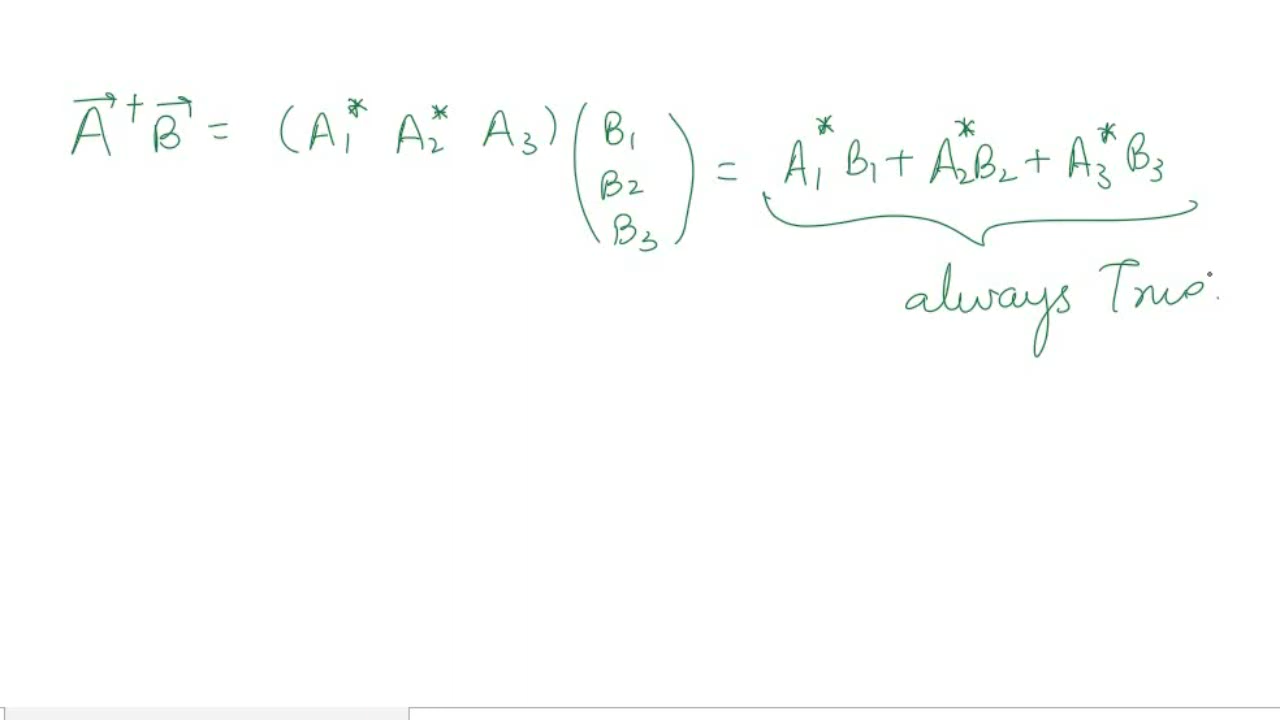 A⃗⁺B⃗ = (A₁* A₂* A₃) (B₁ B₂ B₃) = A₁* B₁ + A₂* B₂ + A₃* B₃
always True.